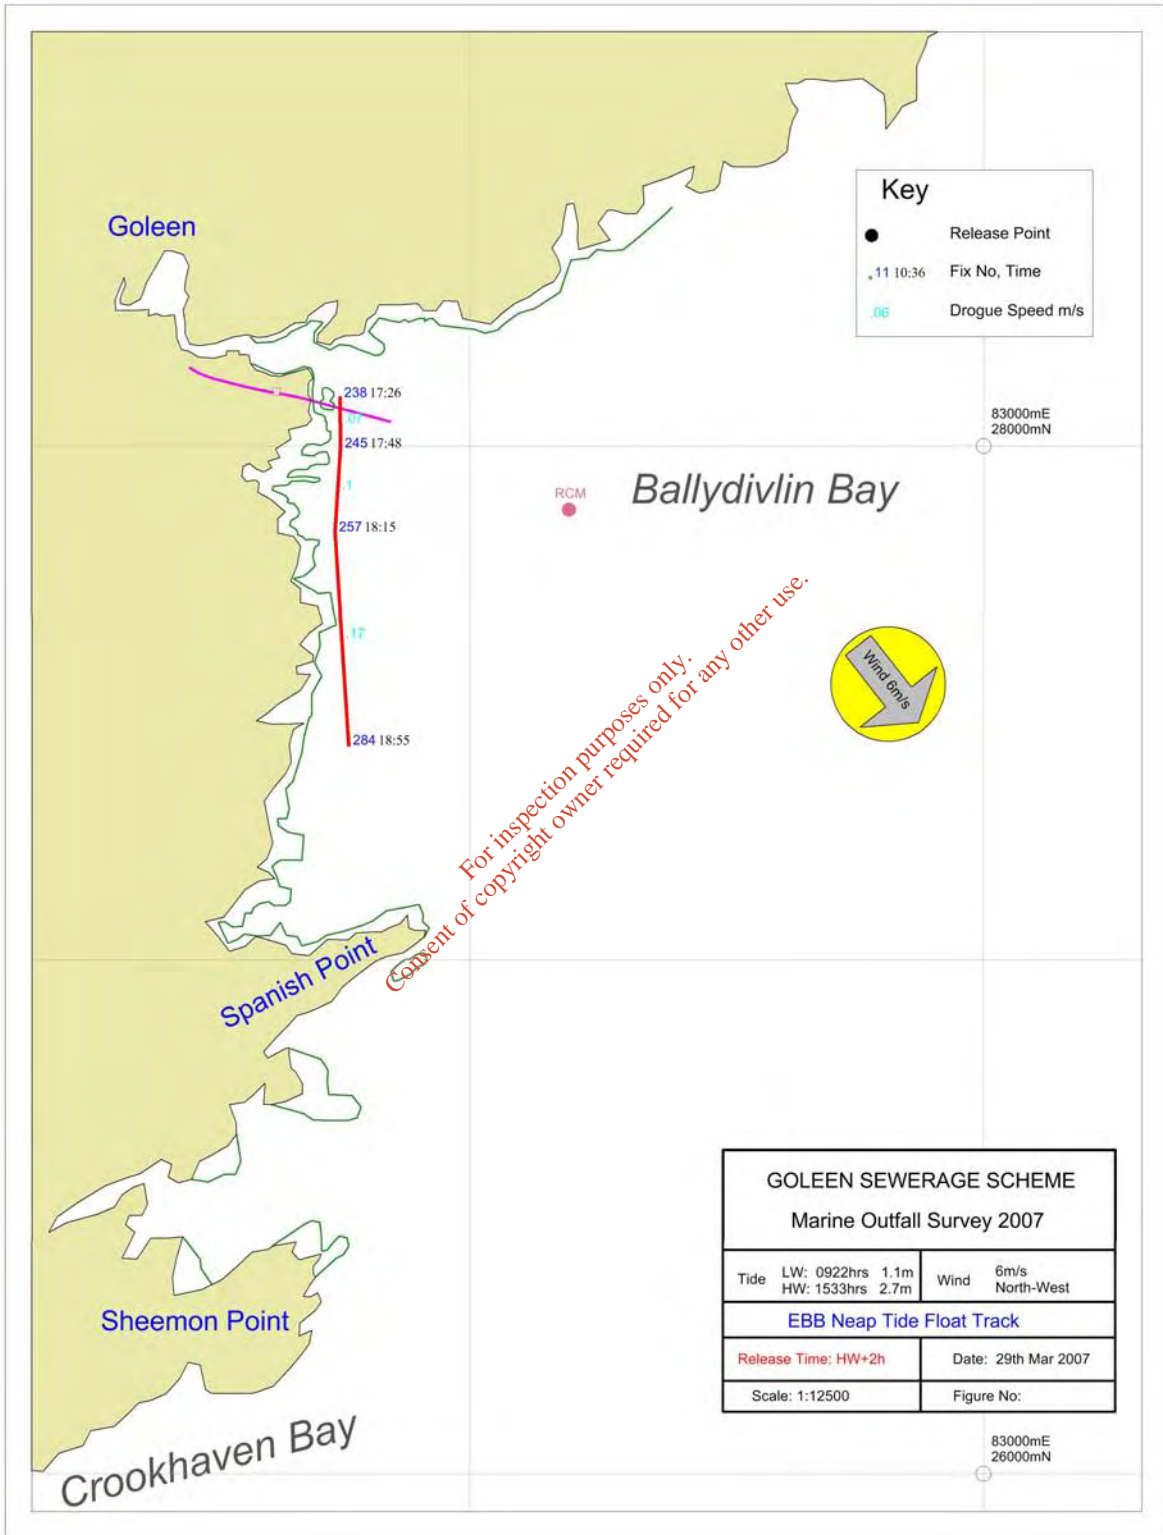 Goleen
Key
Release Point
.11 10:36 Fix No, Time
.06 Drogue Speed m/s
238 17:26
.07
245 17:48
83000mE
28000mN
.1
RCM
Ballydivlin Bay
257 18:15
.17
Wind 6m/s
284 18:55
For inspection purposes only.
Consent of copyright owner required for any other use.
Spanish Point
GOLEEN SEWERAGE SCHEME
Marine Outfall Survey 2007
Tide LW: 0922hrs 1.1m
HW: 1533hrs 2.7m
Wind 6m/s
North-West
EBB Neap Tide Float Track
Release Time: HW+2h Date: 29th Mar 2007
Scale: 1:12500 Figure No:
Sheemon Point
83000mE
26000mN
Crookhaven Bay